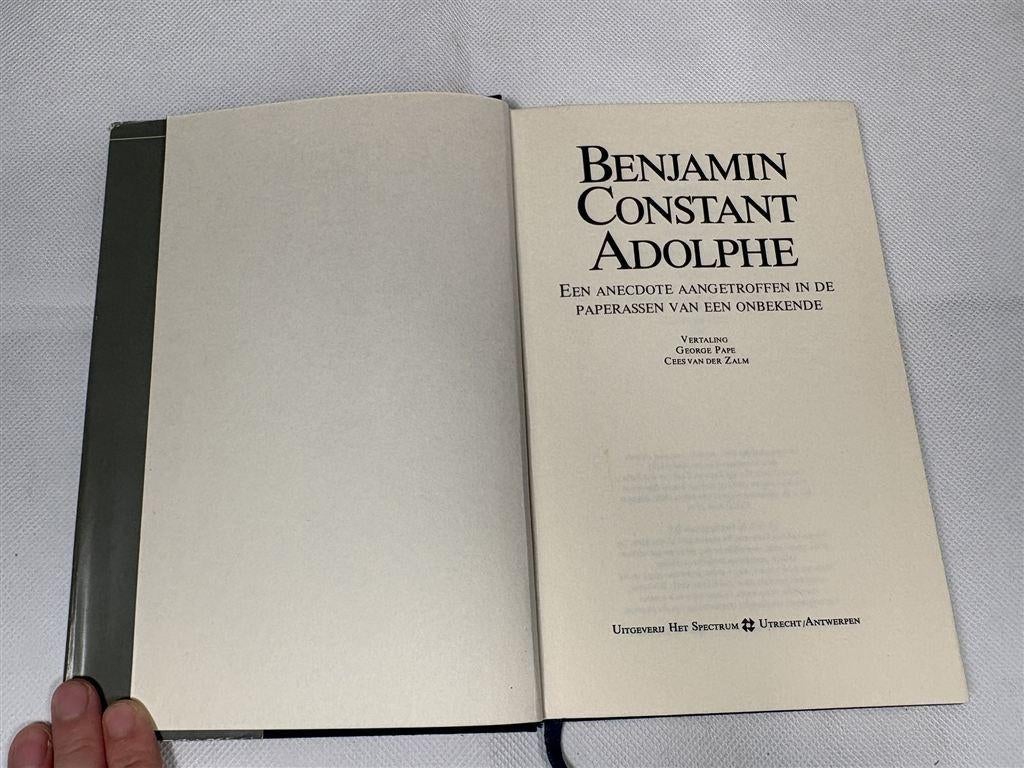 BENJAMIN
CONSTANT
ADOLPHE
EEN ANECDOTE AANGETROFFEN IN DE
PAPERASSEN VAN EEN ONBEKENDE
VERTALING
GEORGE PAPE
CEES VAN DER ZALM
UITGEVERIJ HET SPECTRUM UTRECHT/ANTWERPEN